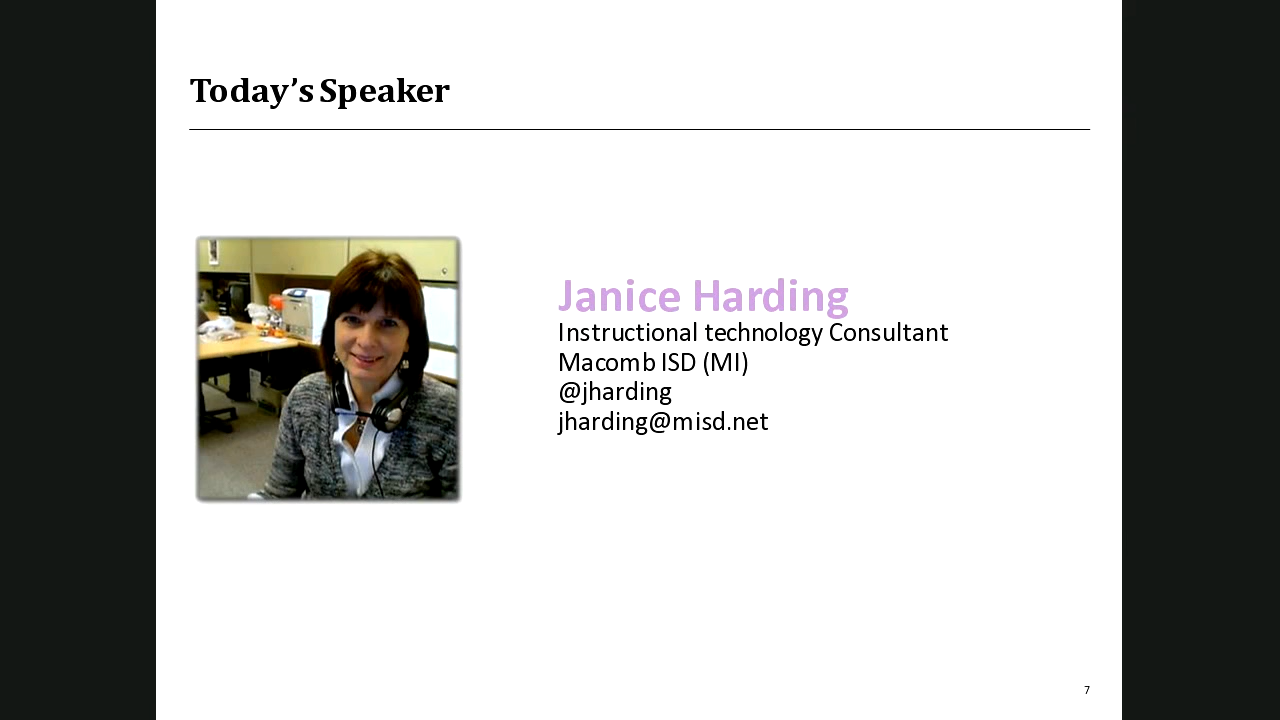 Today’s Speaker
Janice Harding
Instructional technology Consultant
Macomb ISD (MI)
@jharding
jharding@misd.net
7